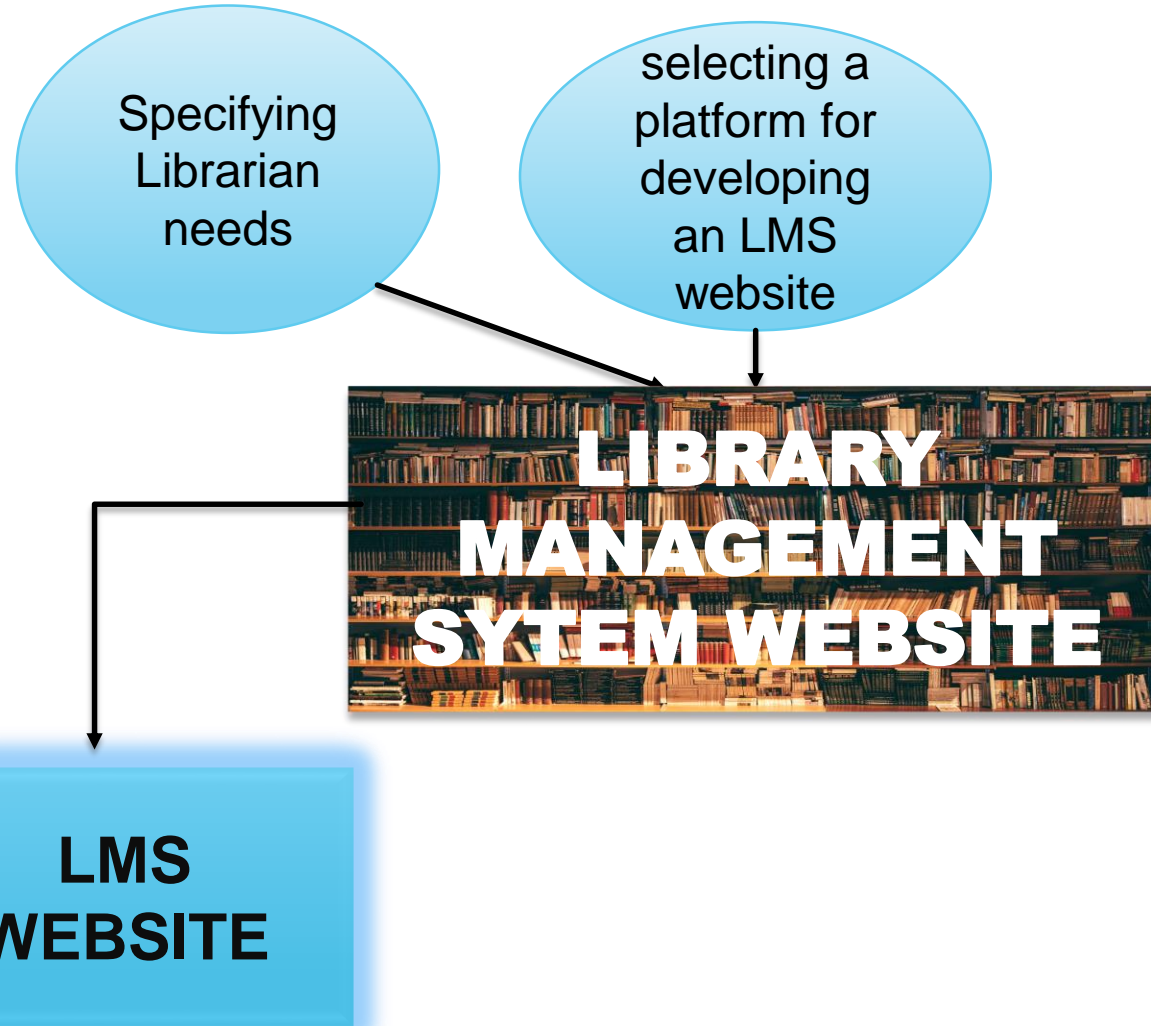 Specifying
Librarian
needs
selecting a
platform for
developing
an LMS
website
LIBRARY
MANAGEMENT
SYTEM WEBSITE
LMS
WEBSITE